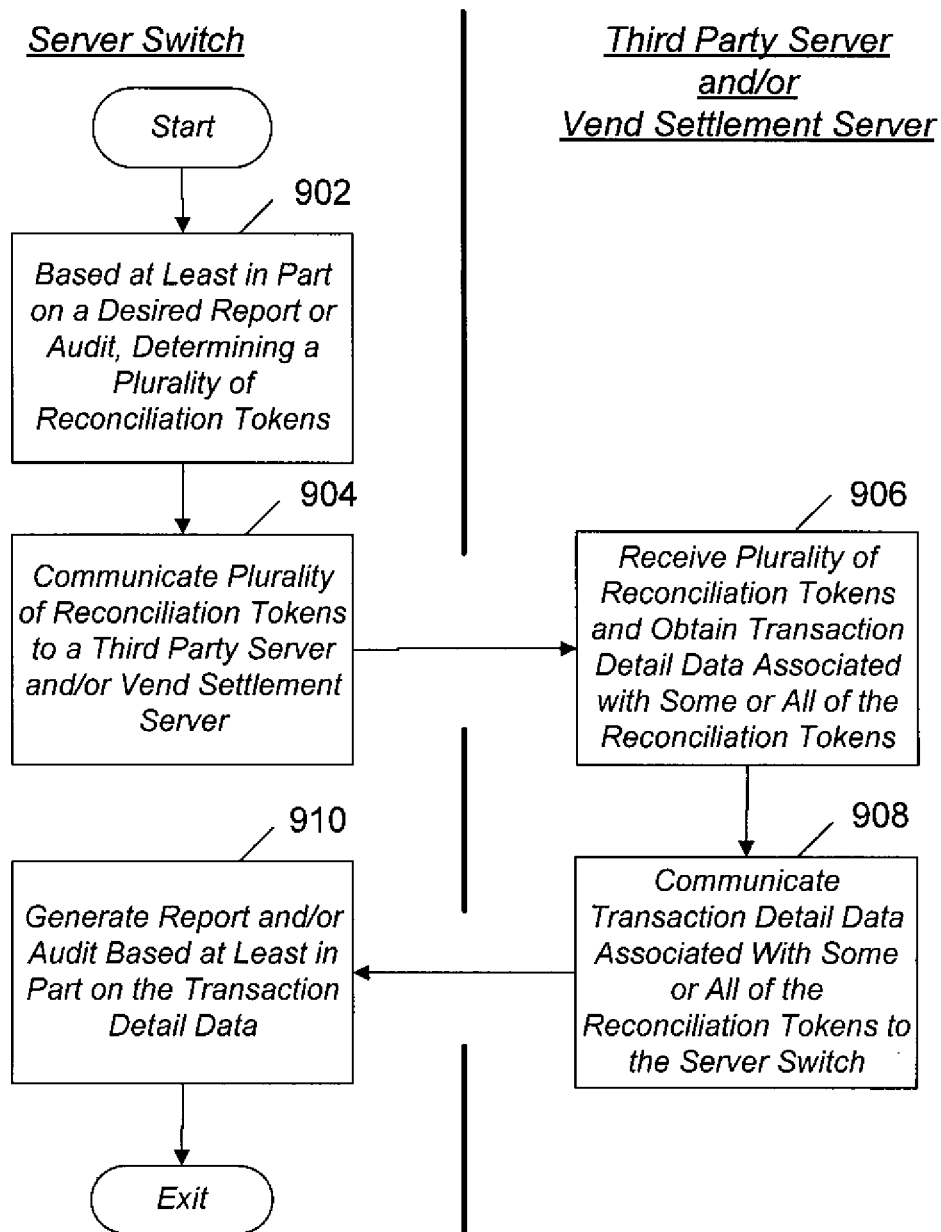 Server Switch
Third Party Server
and/or
Vend Settlement Server
Start
902
Based at Least in Part
on a Desired Report or
Audit, Determining a
Plurality of
Reconciliation Tokens
904
Communicate Plurality
of Reconciliation Tokens
to a Third Party Server
and/or Vend Settlement
Server
906
Receive Plurality of
Reconciliation Tokens
and Obtain Transaction
Detail Data Associated
with Some or All of the
Reconciliation Tokens
908
Communicate
Transaction Detail Data
Associated With Some
or All of the
Reconciliation Tokens to
the Server Switch
910
Generate Report and/or
Audit Based at Least in
Part on the Transaction
Detail Data
Exit